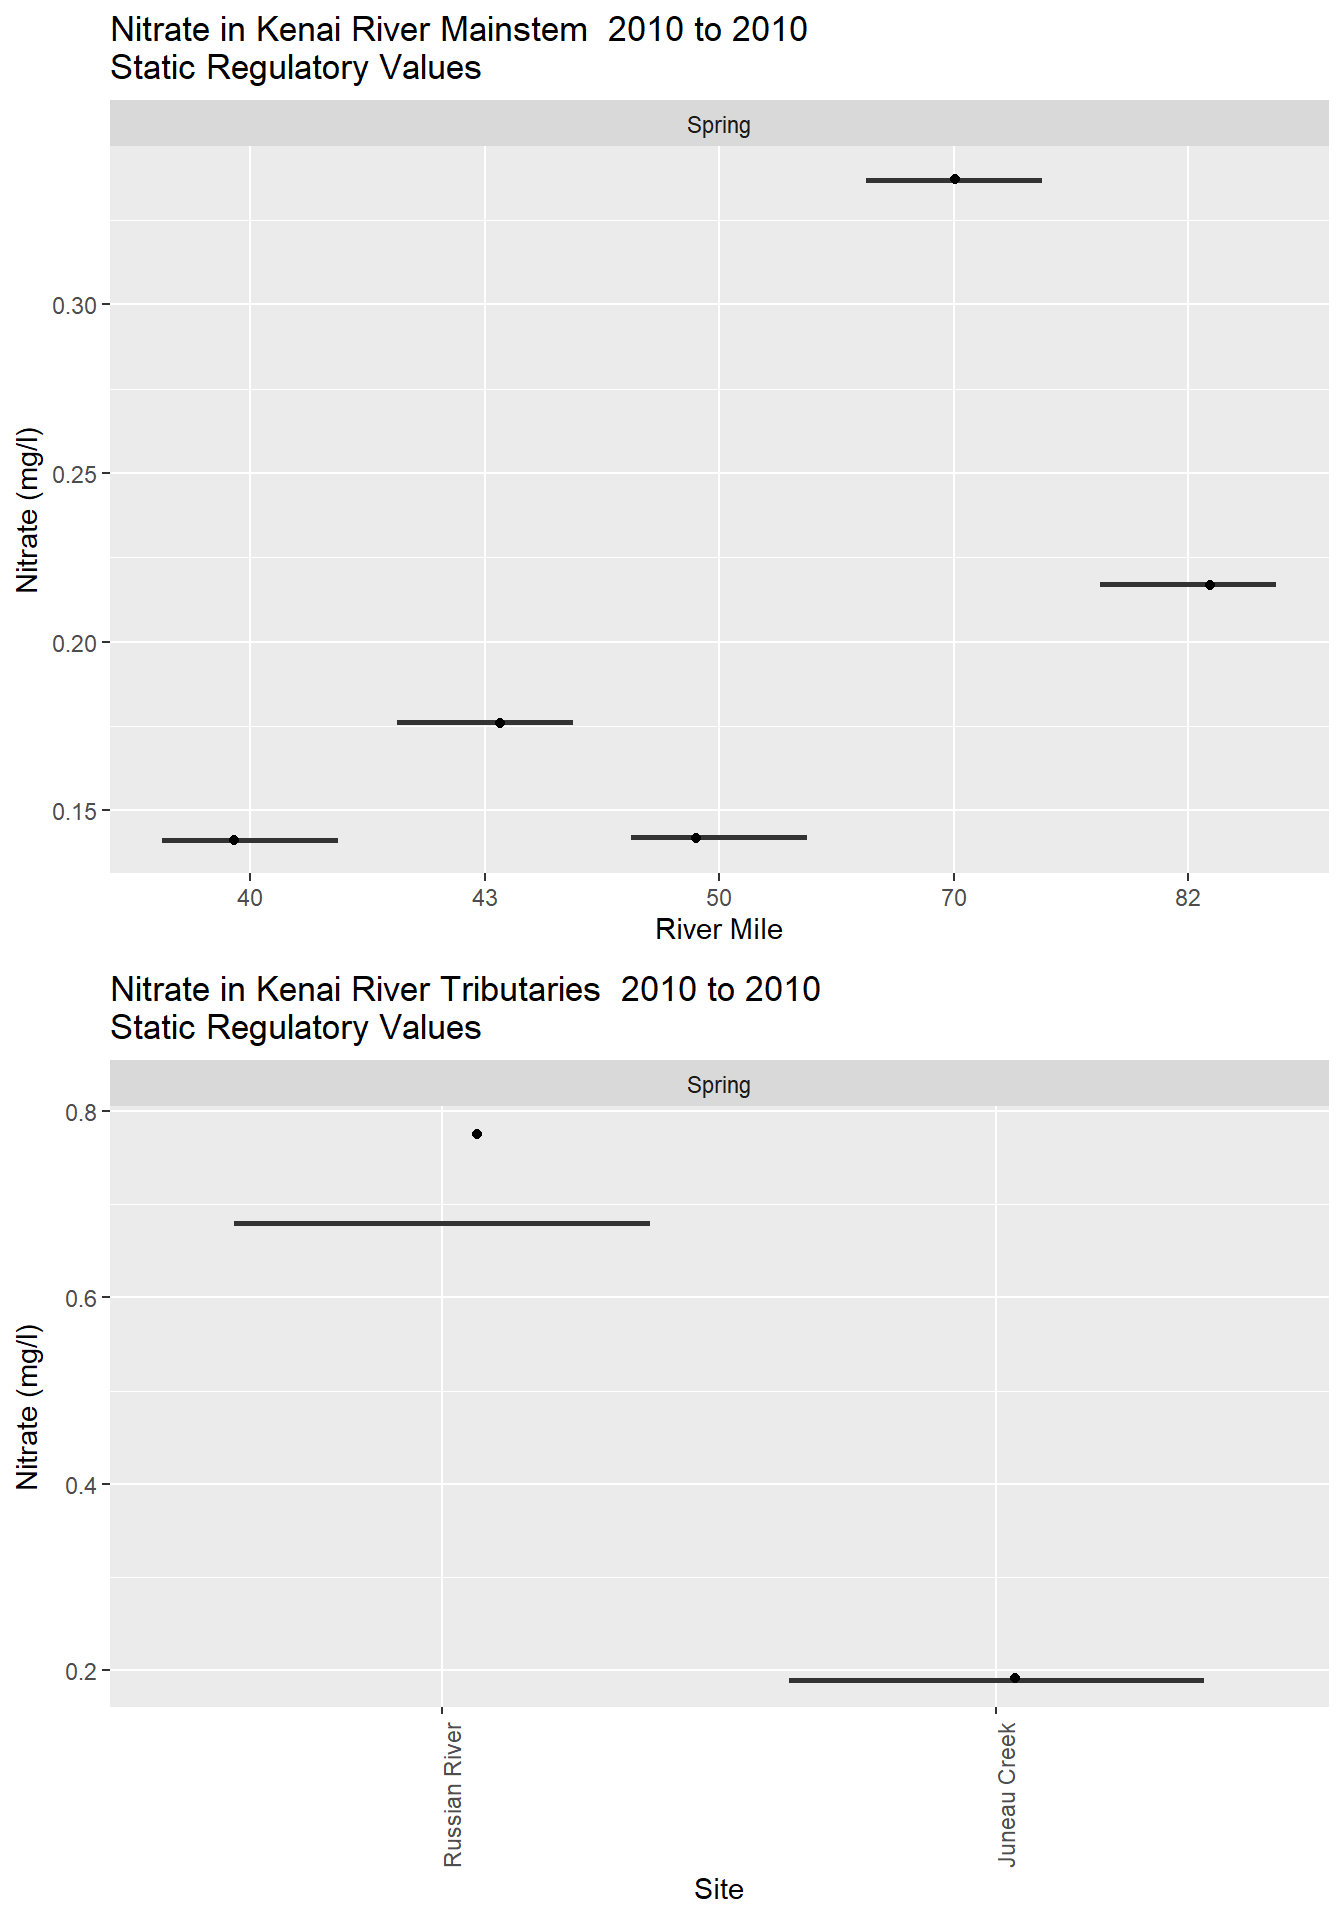 Nitrate in Kenai River Mainstem  2010 to 2010
Static Regulatory Values
Spring
0.30
0.25
0.20
0.15
Nitrate (mg/l)
40 43 50 70 82
River Mile
Nitrate in Kenai River Tributaries  2010 to 2010
Static Regulatory Values
Spring
0.8
0.6
0.4
0.2
Nitrate (mg/l)
Russian River
Juneau Creek
Site